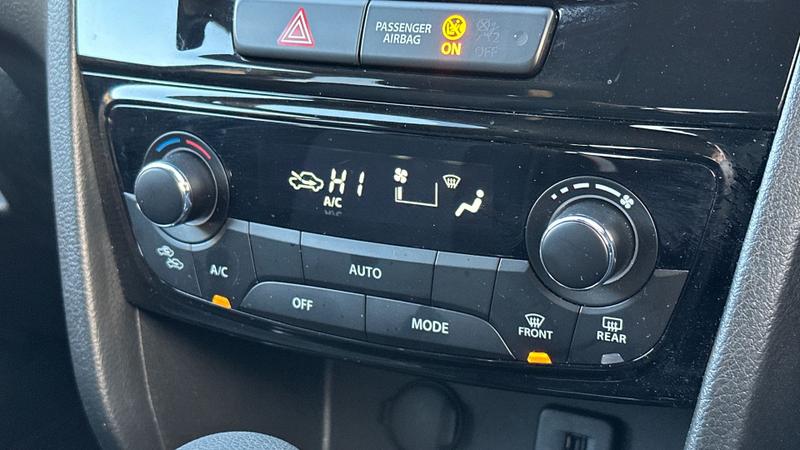 PASSENGER
AIRBAG
ON
OFF
HI
A/C
A/C
AUTO
OFF
MODE
FRONT
REAR